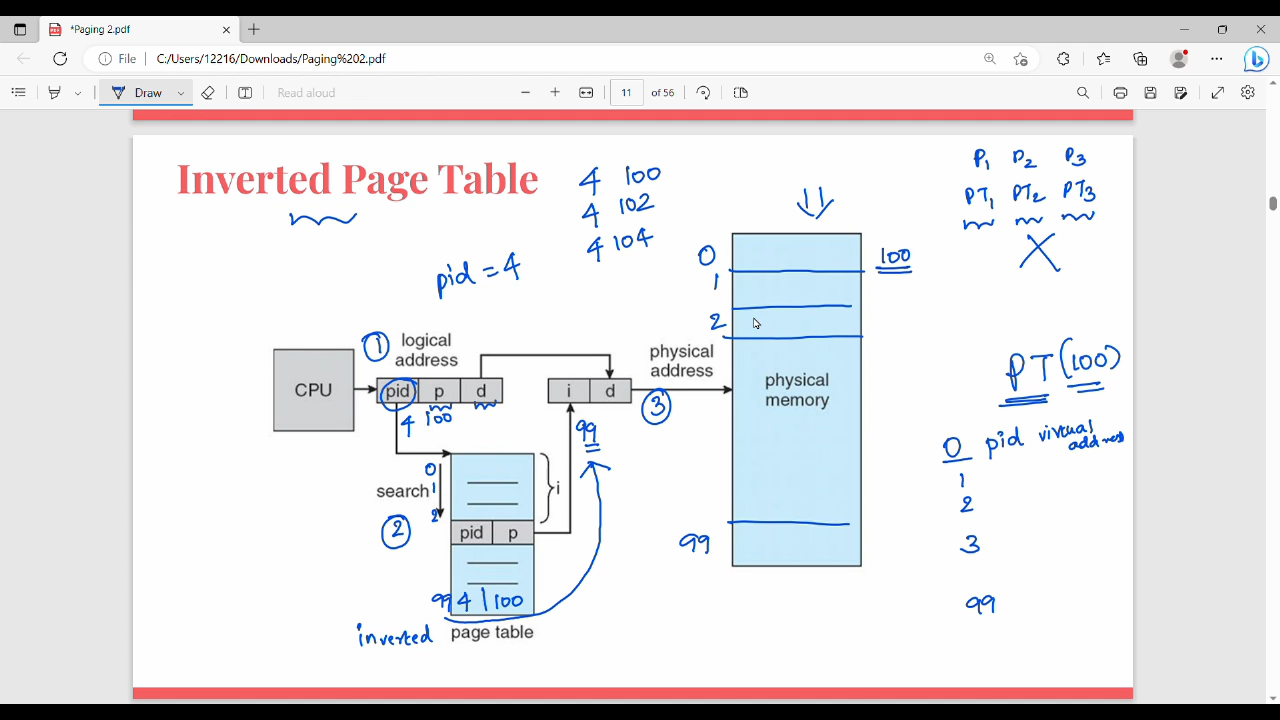 *Paging 2.pdf
File C:/Users/12216/Downloads/Paging%202.pdf
Draw Read aloud 11 of 56
Inverted Page Table
4 100
4 102
4 104
pid = 4
P1 P2 P3
PT1 PT2 PT3
0 100
1
2
1 logical
address
CPU
pid p d
4 100
i d
99
physical
address
3
physical
memory
99
PT (100)
0 pid virtual
address
1
2
3
99
search
0
1
2
2
i
pid p
99 4 | 100
inverted page table